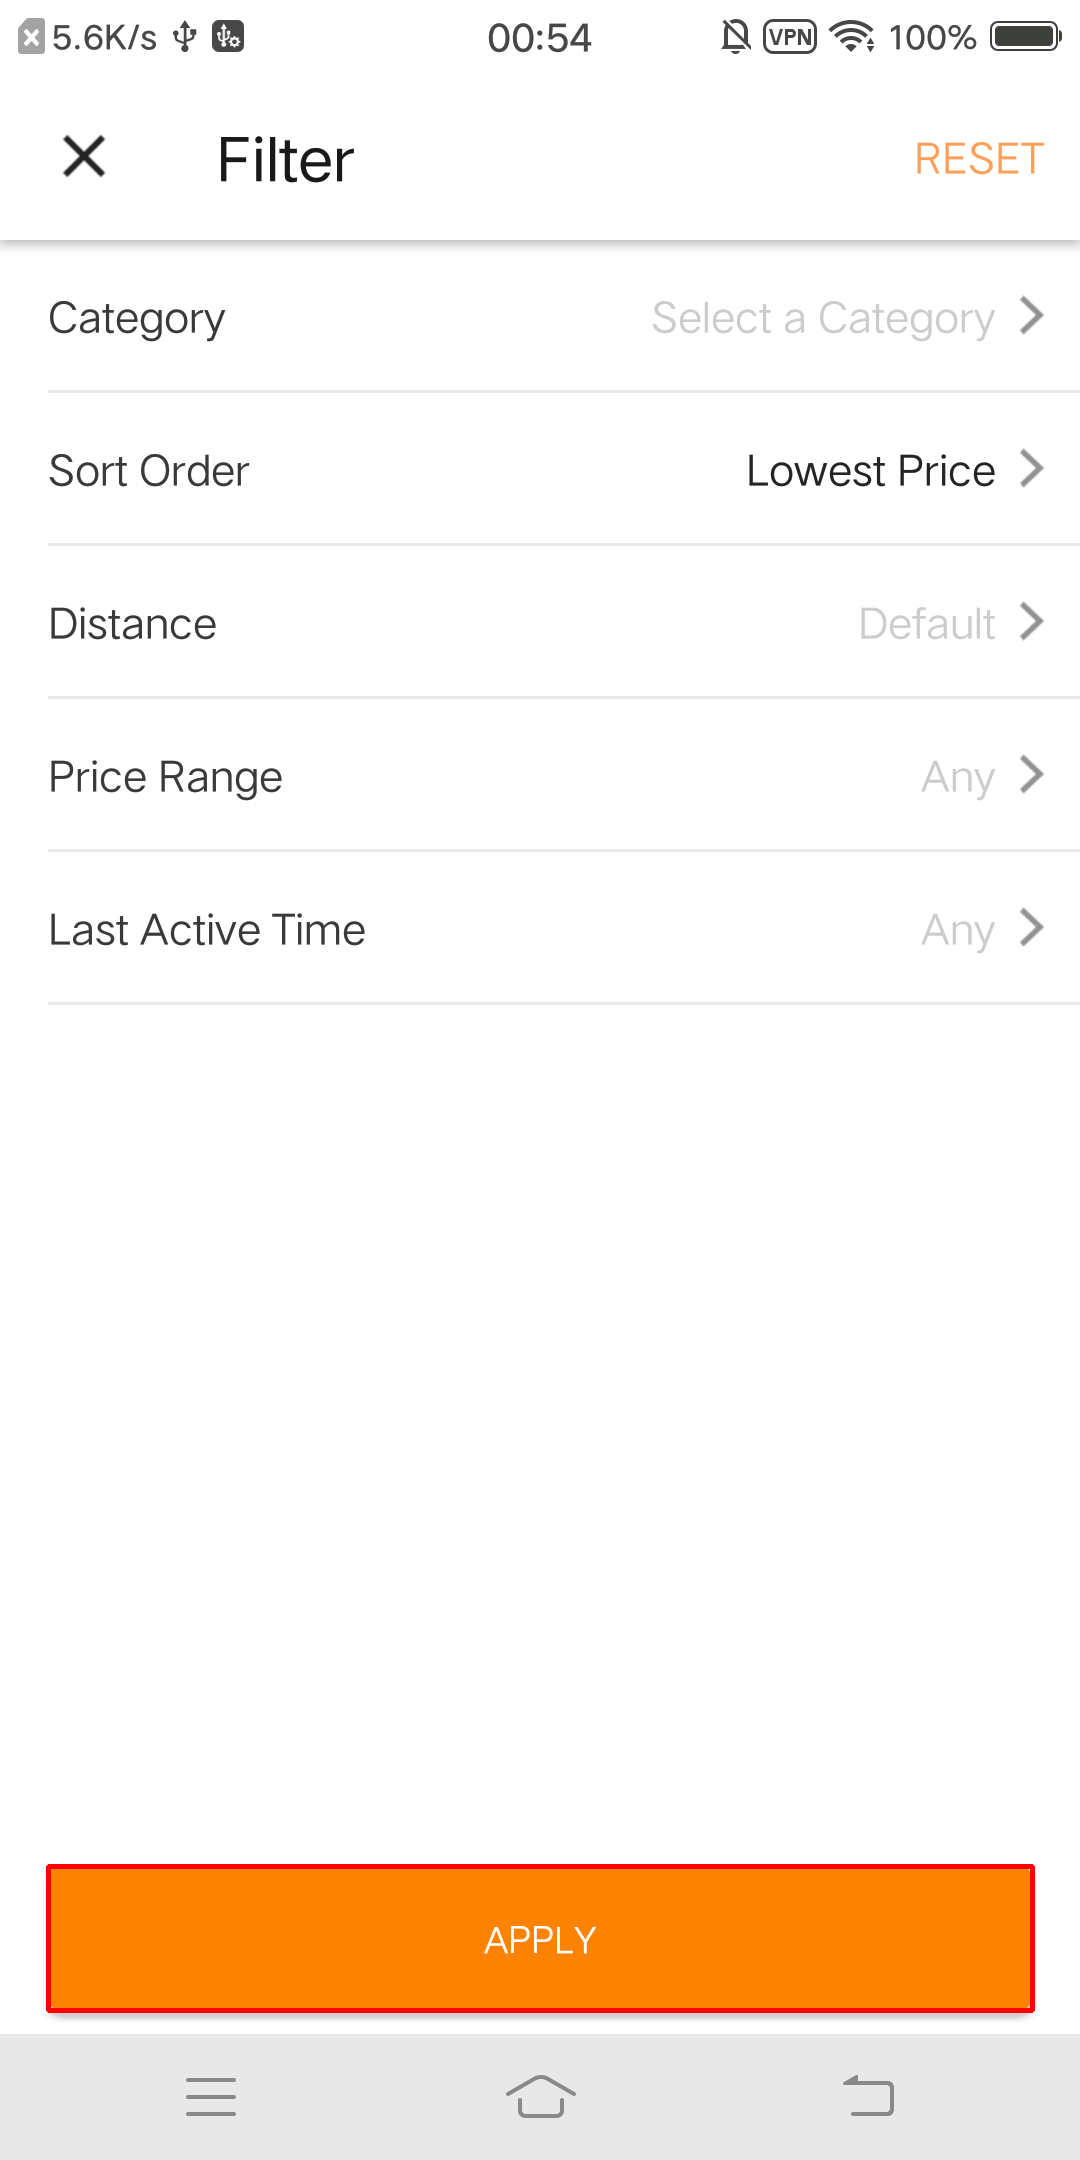 5.6K/s 00:54 VPN 100%
Filter RESET
Category Select a Category
Sort Order Lowest Price
Distance Default
Price Range Any
Last Active Time Any
APPLY